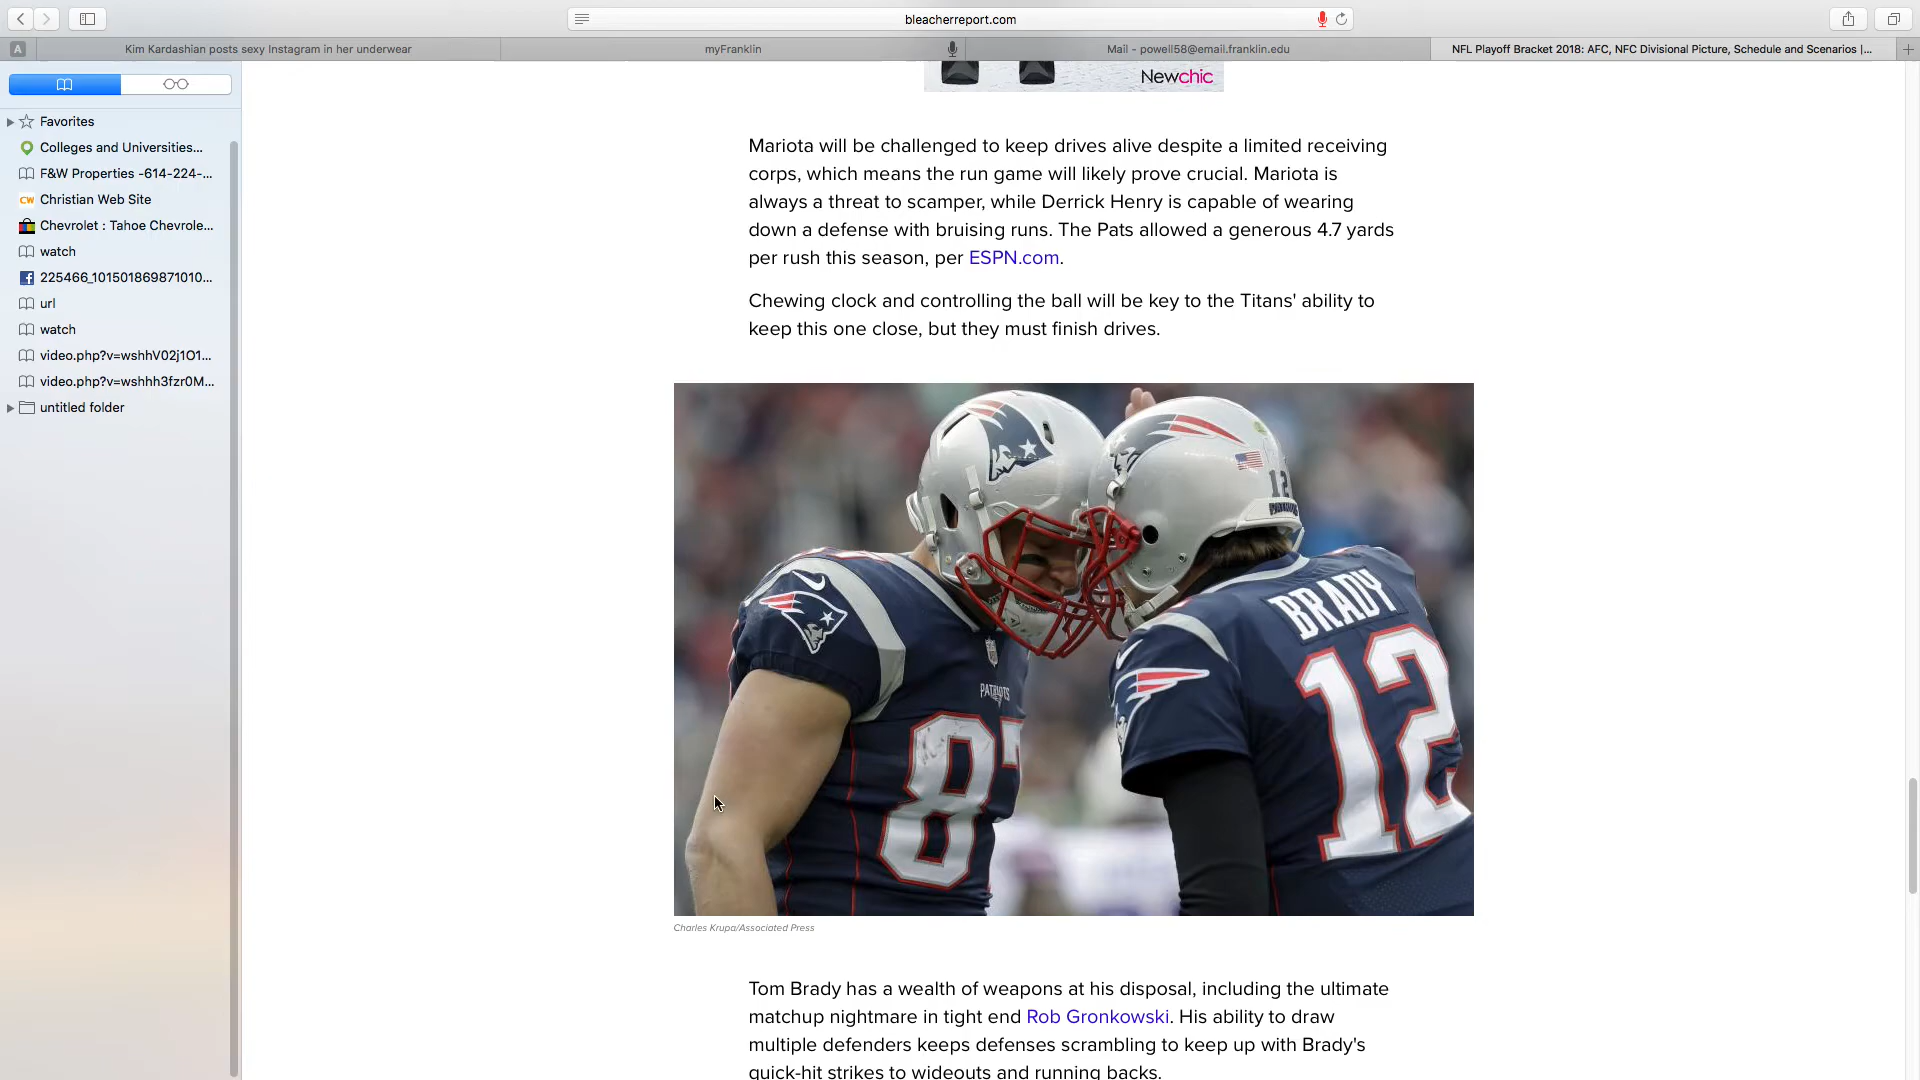 bleacherreport.com
A
Kim Kardashian posts sexy Instagram in her underwear
myFranklin
Mail - powell58@email.franklin.edu
NFL Playoff Bracket 2018: AFC, NFC Divisional Picture, Schedule and Scenarios |...
Favorites
Colleges and Universities...
F&W Properties -614-224-...
CW Christian Web Site
Chevrolet : Tahoe Chevrole...
watch
225466_101501869871010...
url
watch
video.php?v=wshhV02j1O1...
video.php?v=wshhh3fzr0M...
untitled folder
Newchic
Mariota will be challenged to keep drives alive despite a limited receiving
corps, which means the run game will likely prove crucial. Mariota is
always a threat to scamper, while Derrick Henry is capable of wearing
down a defense with bruising runs. The Pats allowed a generous 4.7 yards
per rush this season, per ESPN.com.
Chewing clock and controlling the ball will be key to the Titans' ability to
keep this one close, but they must finish drives.
12
PATRIOTS
BRADY
12
PATRIOTS
87
Charles Krupa/Associated Press
Tom Brady has a wealth of weapons at his disposal, including the ultimate
matchup nightmare in tight end Rob Gronkowski. His ability to draw
multiple defenders keeps defenses scrambling to keep up with Brady's
quick-hit strikes to wideouts and running backs.